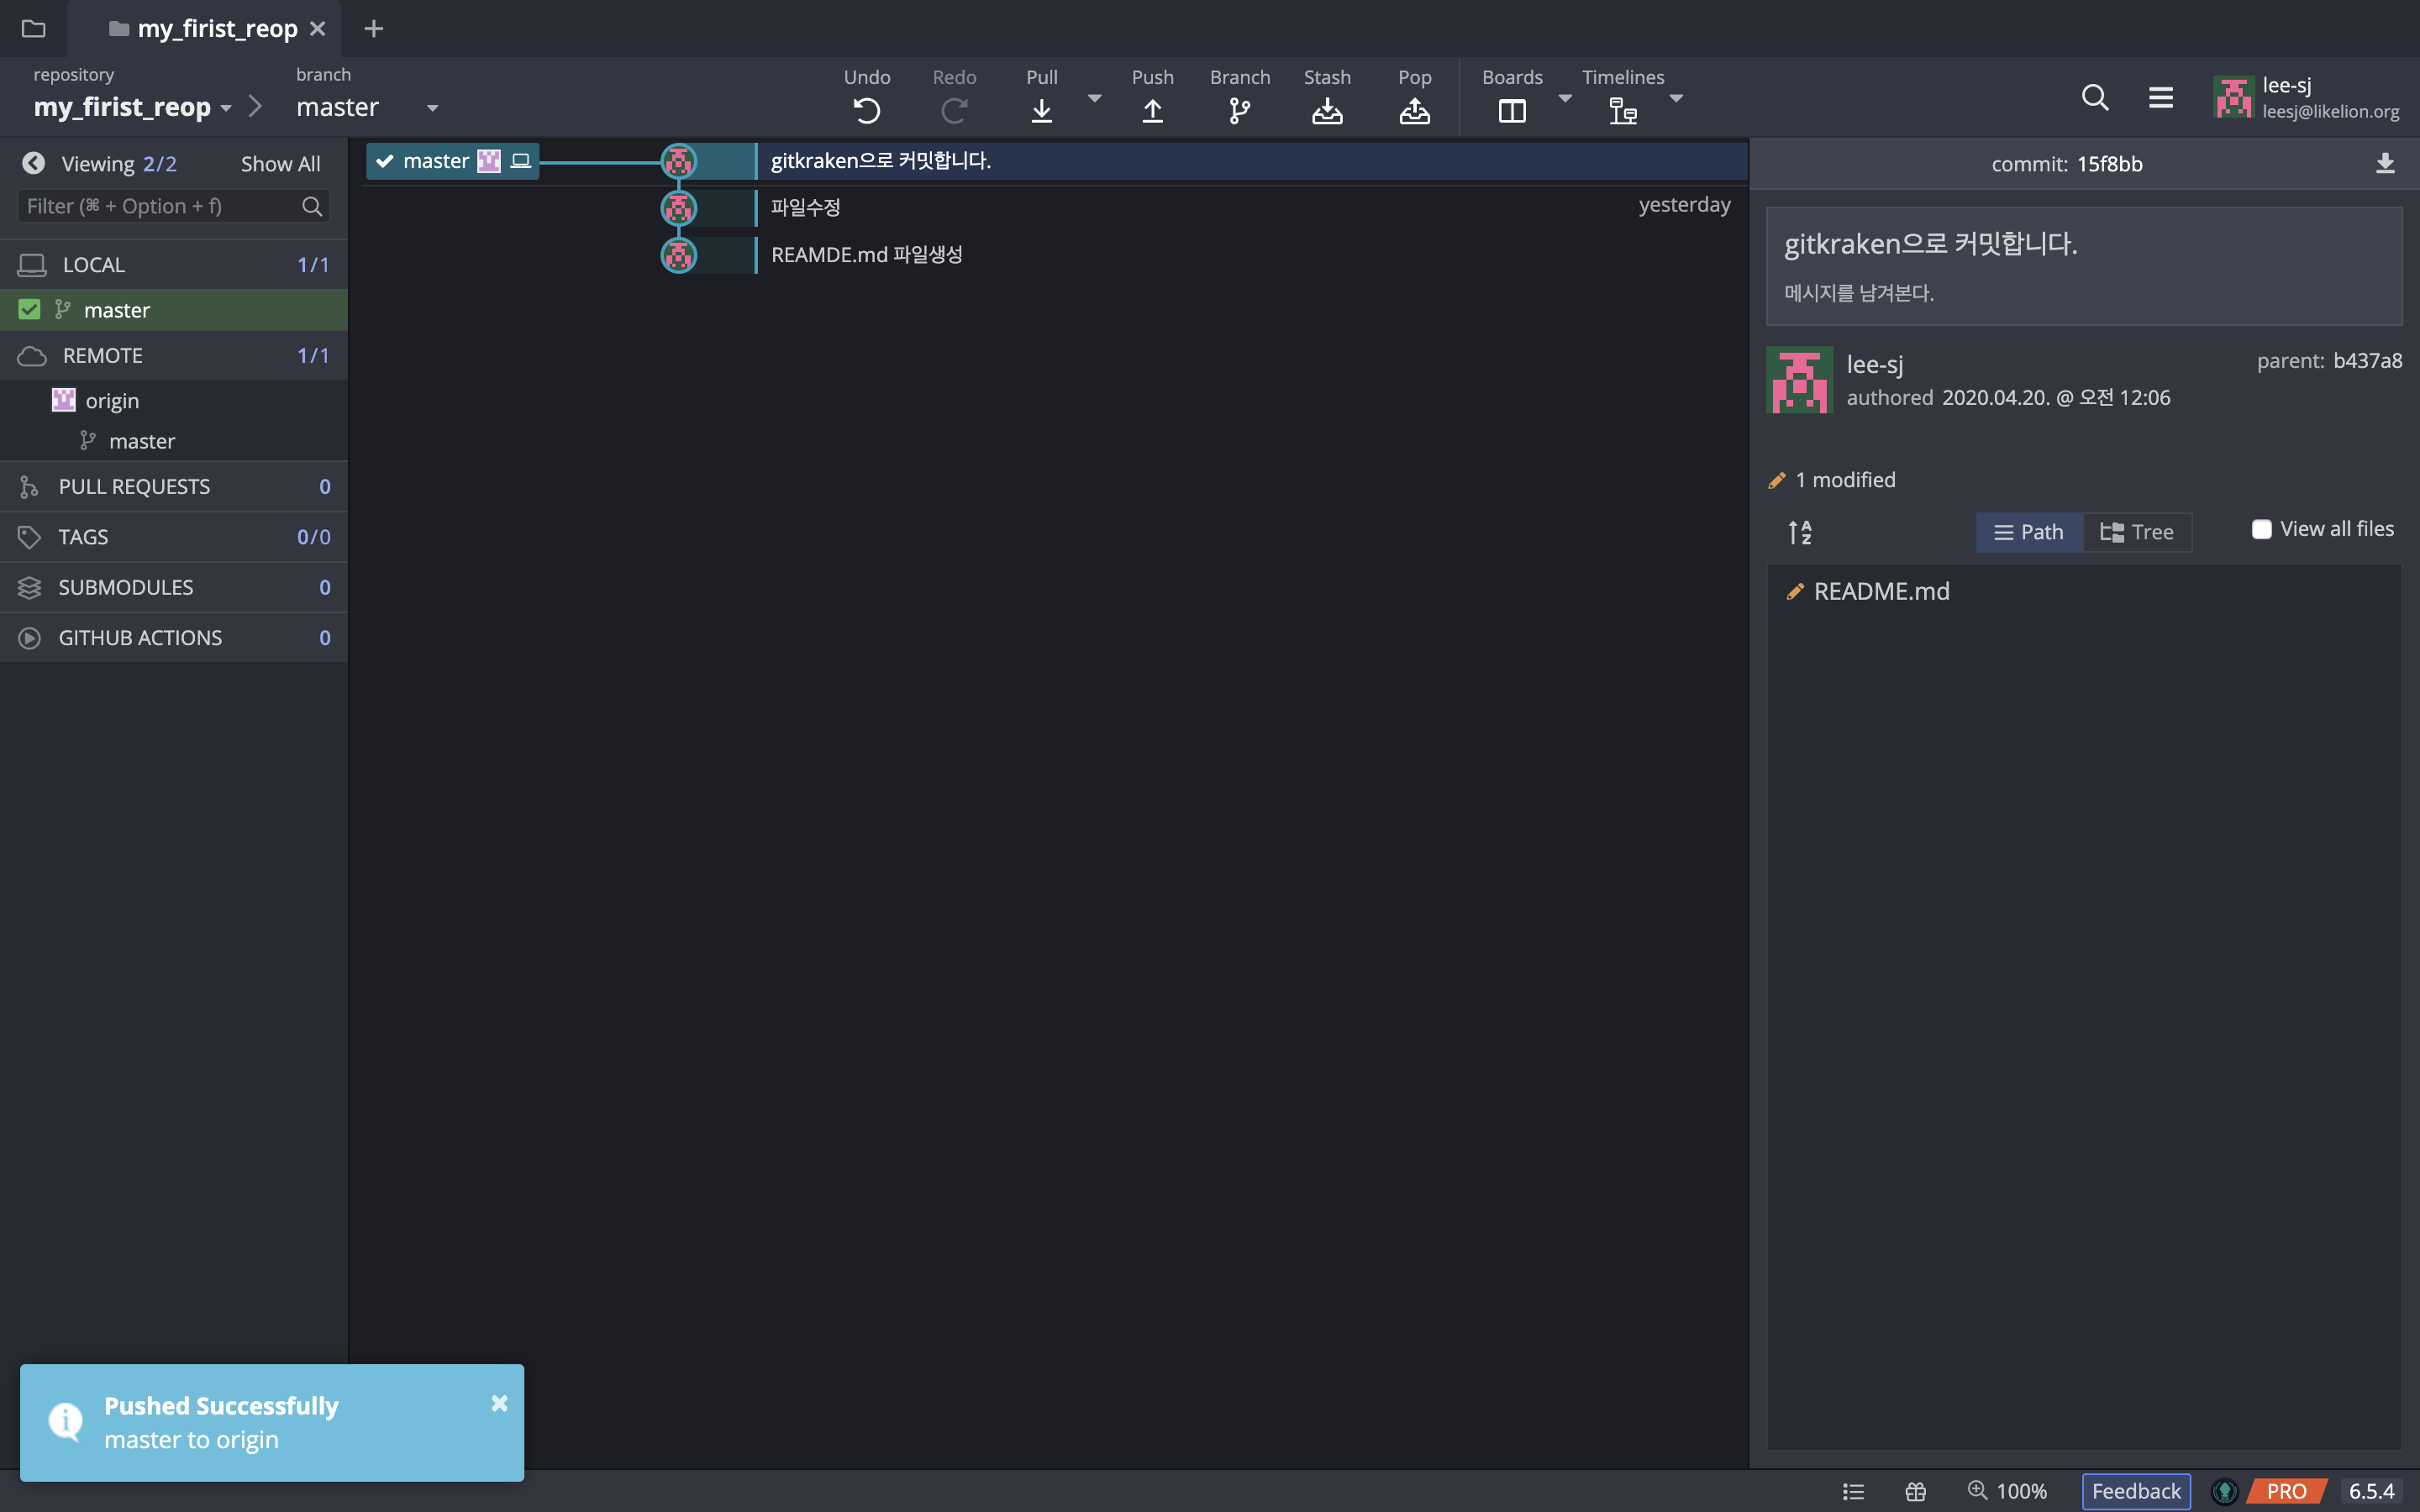 my_firist_reop
repository
my_firist_reop
branch
master
Undo
Redo
Pull
Push
Branch
Stash
Pop
Boards
Timelines
lee-sj
leesj@likelion.org
Viewing 2/2
Show All
Filter (⌘ + Option + f)
LOCAL 1/1
master
REMOTE 1/1
origin
master
PULL REQUESTS 0
TAGS 0/0
SUBMODULES 0
GITHUB ACTIONS 0
master
gitkraken으로 커밋합니다.
파일수정
yesterday
REAMDE.md 파일생성
commit: 15f8bb
gitkraken으로 커밋합니다.
메시지를 남겨본다.
lee-sj
parent: b437a8
authored 2020.04.20. @ 오전 12:06
1 modified
A
Z
Path
Tree
View all files
README.md
Pushed Successfully
master to origin
100%
Feedback
PRO
6.5.4